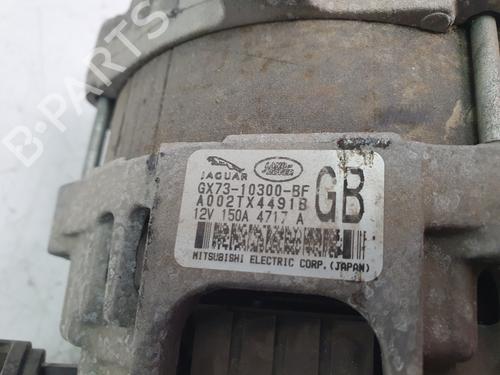 B-PARTS
JAGUAR
LAND-
ROVER
GX73-10300-BF
A002TX4491B
12V 150A 4717 A
GB
MITSUBISHI ELECTRIC CORP.(JAPAN)